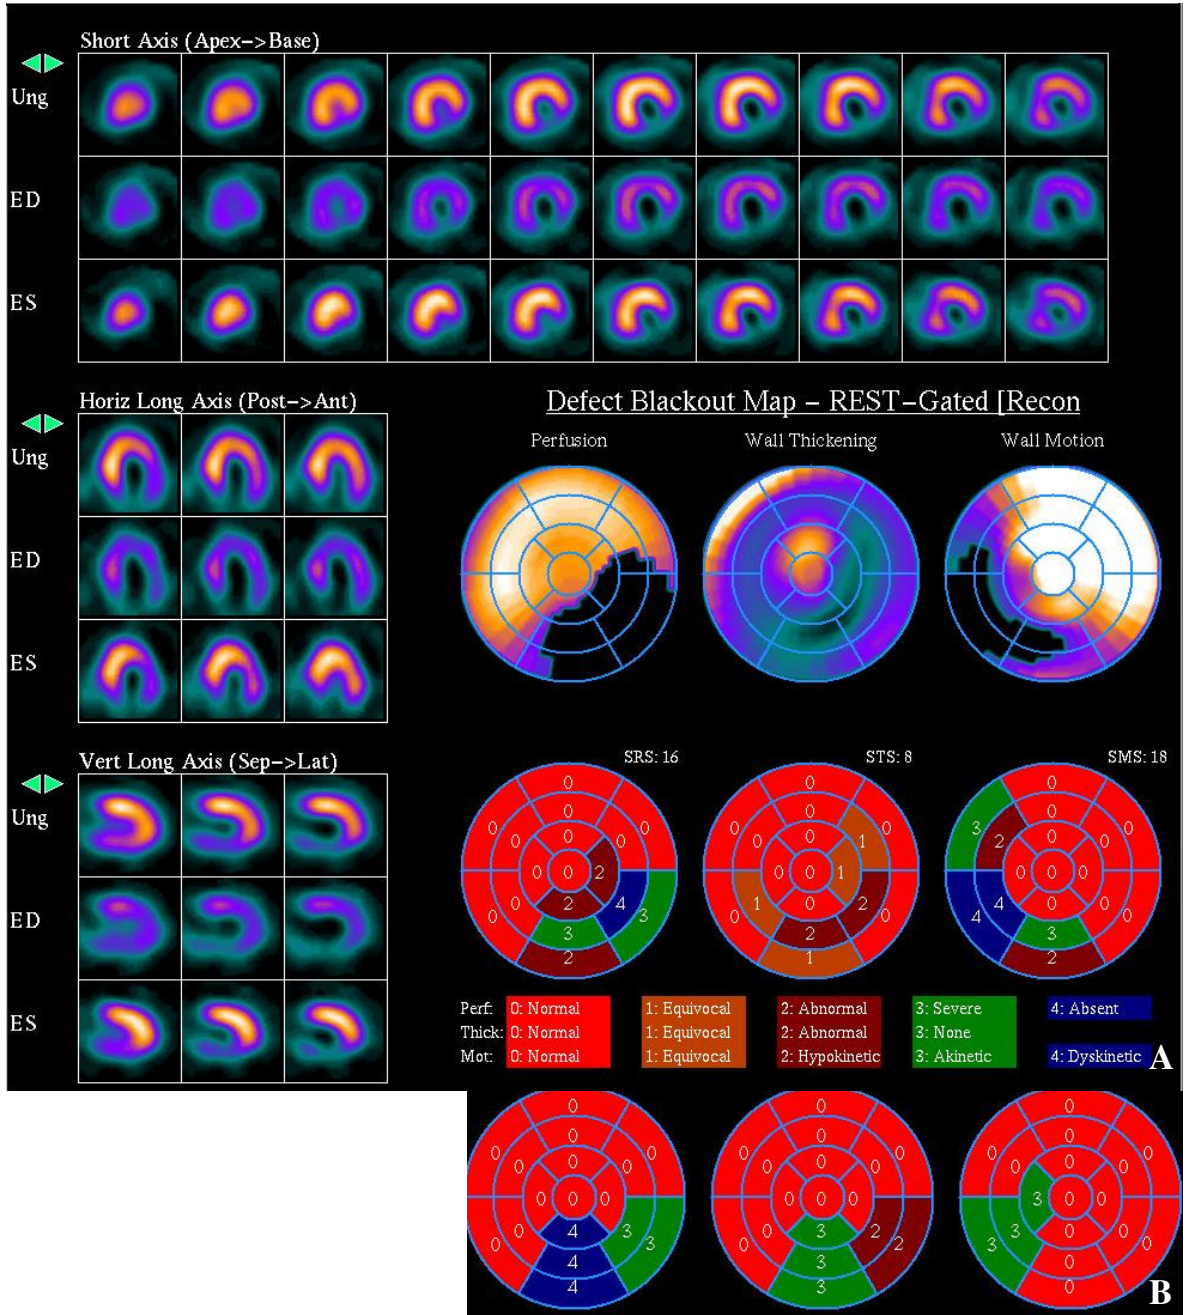 Short Axis (Apex->Base)
Ung
ED
ES
Horiz Long Axis (Post->Ant)
Ung
ED
ES
Defect Blackout Map – REST–Gated [Recon
Perfusion Wall Thickening Wall Motion
Vert Long Axis (Sep->Lat)
Ung
ED
ES
SRS: 16 STS: 8 SMS: 18
0 0 0
0 0 0
0 0 0 0 0 0 0 0 1 0 3 2 0 0 0
0 0 2 0 0 1 0 0 0
0 0 2 4 3 0 1 0 2 0 4 4 0 0 0
3 2 3
2 1 2
Perf: 0: Normal 1: Equivocal 2: Abnormal 3: Severe 4: Absent
Thick: 0: Normal 1: Equivocal 2: Abnormal 3: None
Mot: 0: Normal 1: Equivocal 2: Hypokinetic 3: Akinetic 4: Dyskinetic
A
0 0 0
0 0 0
0 0 0 0 0 0 0 0 0 0 0 0 0 0 0
0 0 0 0 0 0 3 0 0
0 0 4 3 3 0 0 3 2 2 3 3 0 0 0
4 3 0
4 3 0
B